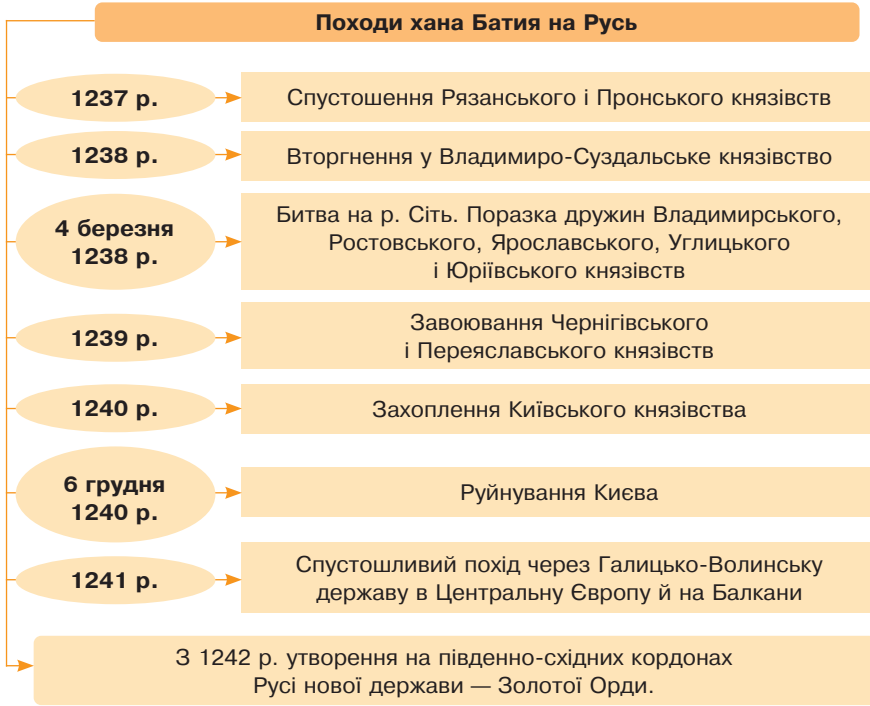 Походи хана Батия на Русь
1237 р.
Спустошення Рязанського і Пронського князівств
1238 р.
Вторгнення у Владимиро-Суздальське князівство
4 березня
1238 р.
Битва на р. Сіть. Поразка дружин Владимирського,
Ростовського, Ярославського, Углицького
і Юріївського князівств
1239 р.
Завоювання Чернігівського
і Переяславського князівств
1240 р.
Захоплення Київського князівства
6 грудня
1240 р.
Руйнування Києва
1241 р.
Спустошливий похід через Галицько-Волинську
державу в Центральну Європу й на Балкани
З 1242 р. утворення на південно-східних кордонах
Русі нової держави — Золотої Орди.